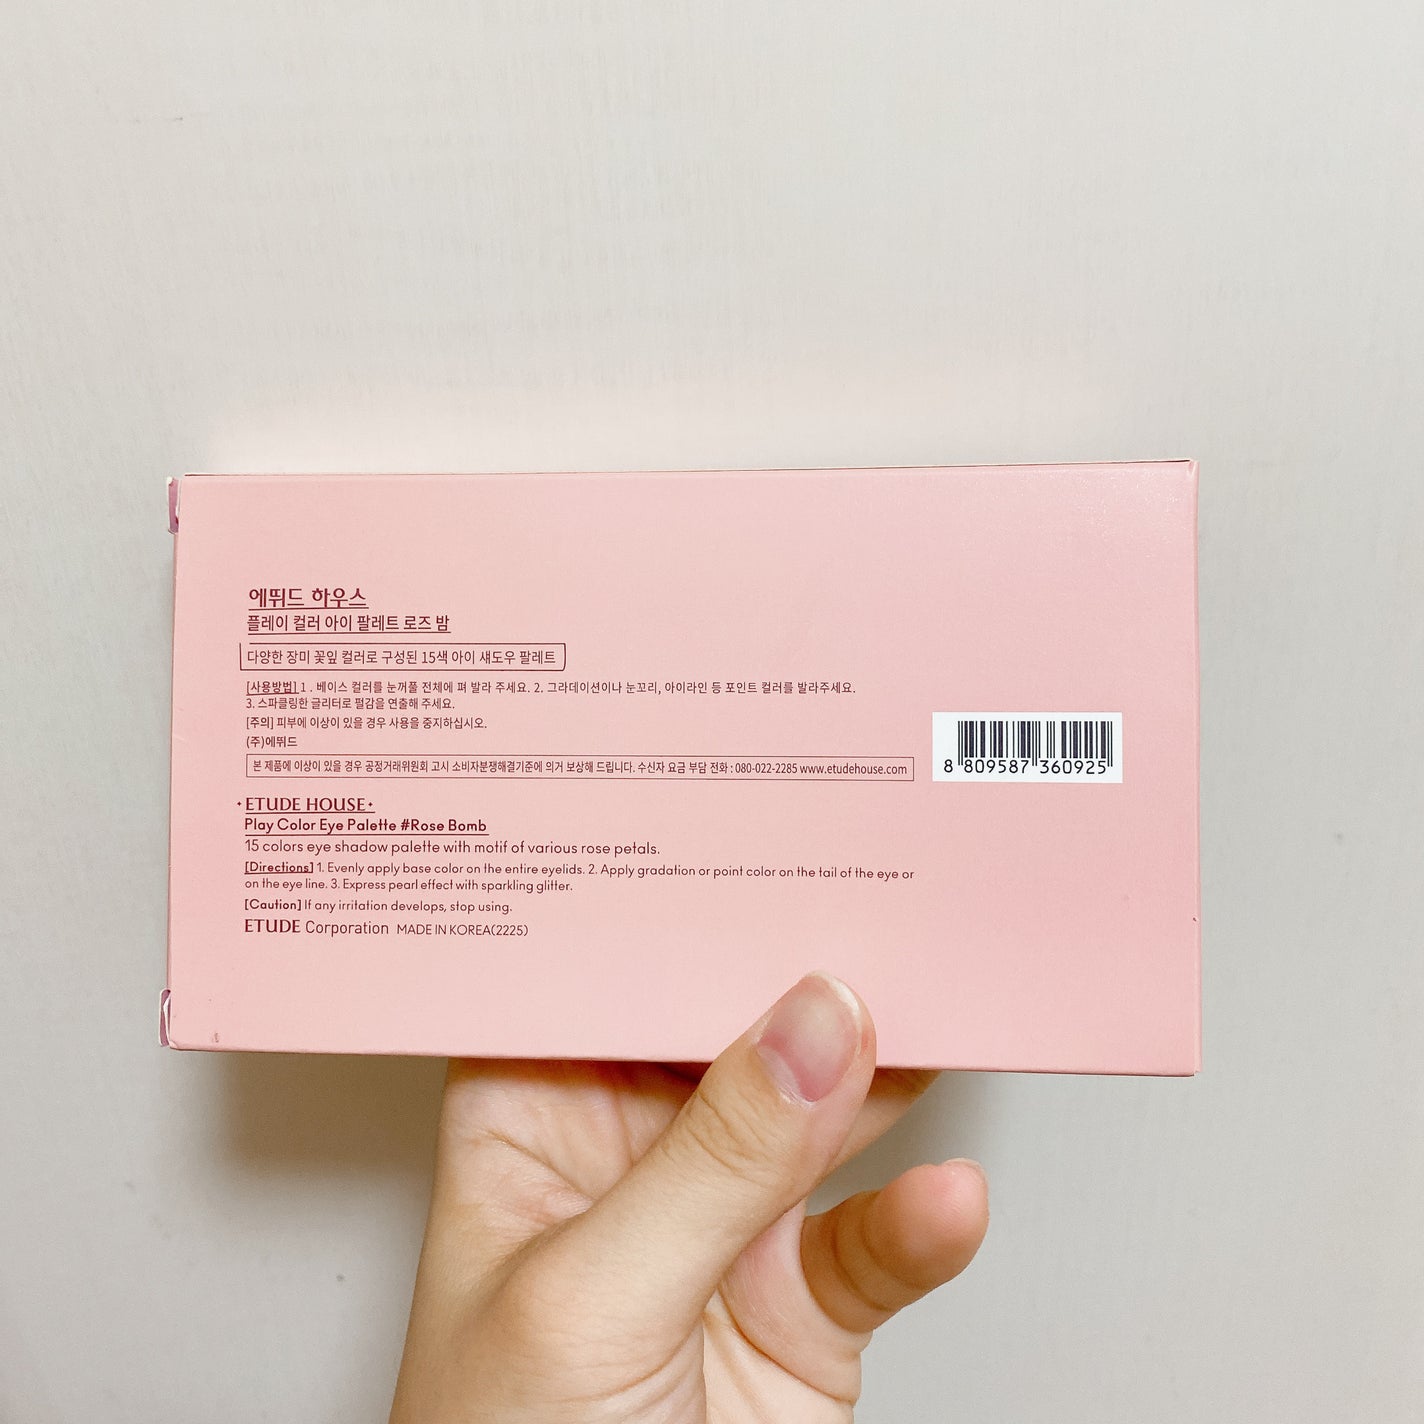 에뛰드 하우스
플레이 컬러 아이 팔레트 로즈 밤
다양한 장미 꽃잎 컬러로 구성된 15색 아이 섀도우 팔레트
[사용방법] 1 . 베이스 컬러를 눈꺼풀 전체에 펴 발라 주세요. 2. 그라데이션이나 눈꼬리, 아이라인 등 포인트 컬러를 발라주세요.
3. 스파클링한 글리터로 펄감을 연출해 주세요.
[주의] 피부에 이상이 있을 경우 사용을 중지하십시오.
(주)에뛰드
본 제품에 이상이 있을 경우 공정거래위원회 고시 소비자분쟁해결기준에 의거 보상해 드립니다. 수신자 요금 부담 전화 : 080-022-2285 www.etudehouse.com
8 809587 360925
ETUDE HOUSE
Play Color Eye Palette #Rose Bomb
15 colors eye shadow palette with motif of various rose petals.
[Directions] 1. Evenly apply base color on the entire eyelids. 2. Apply gradation or point color on the tail of the eye or
on the eye line. 3. Express pearl effect with sparkling glitter.
[Caution] If any irritation develops, stop using.
ETUDE Corporation MADE IN KOREA(2225)